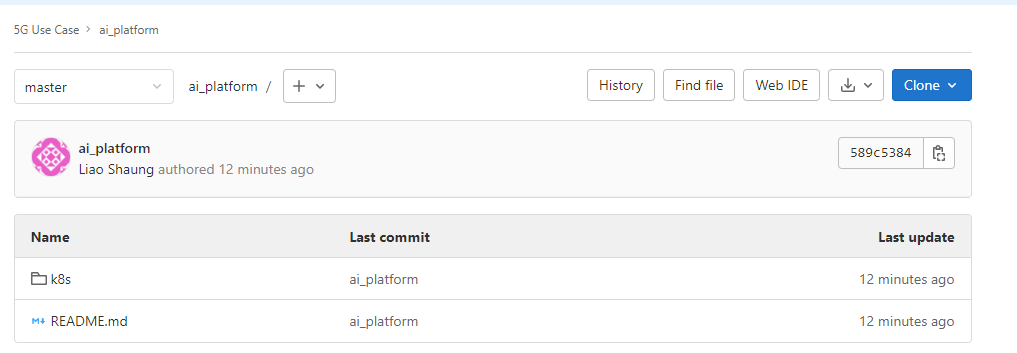 5G Use Case > ai_platform
master ai_platform / + History Find file Web IDE Clone
ai_platform
Liao Shaung authored 12 minutes ago
589c5384
Name Last commit Last update
k8s ai_platform 12 minutes ago
M↓ README.md ai_platform 12 minutes ago